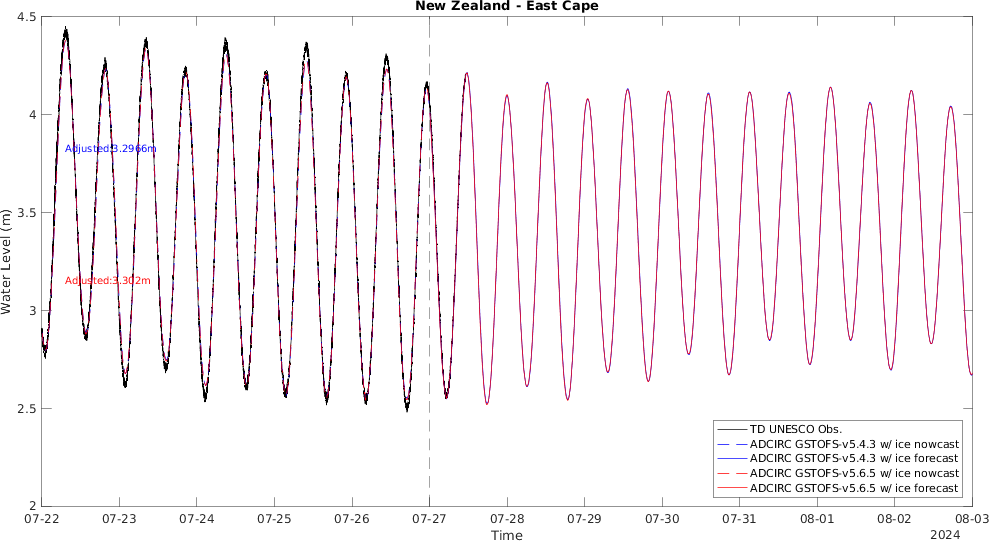 New Zealand - East Cape
4.5
4
3.5
3
2.5
2
Water Level (m)
Adjusted:3.2966m
Adjusted:3.302m
TD UNESCO Obs.
ADCIRC GSTOFS-v5.4.3 w/ ice nowcast
ADCIRC GSTOFS-v5.4.3 w/ ice forecast
ADCIRC GSTOFS-v5.6.5 w/ ice nowcast
ADCIRC GSTOFS-v5.6.5 w/ ice forecast
07-22 07-23 07-24 07-25 07-26 07-27 07-28 07-29 07-30 07-31 08-01 08-02 08-03
Time
2024